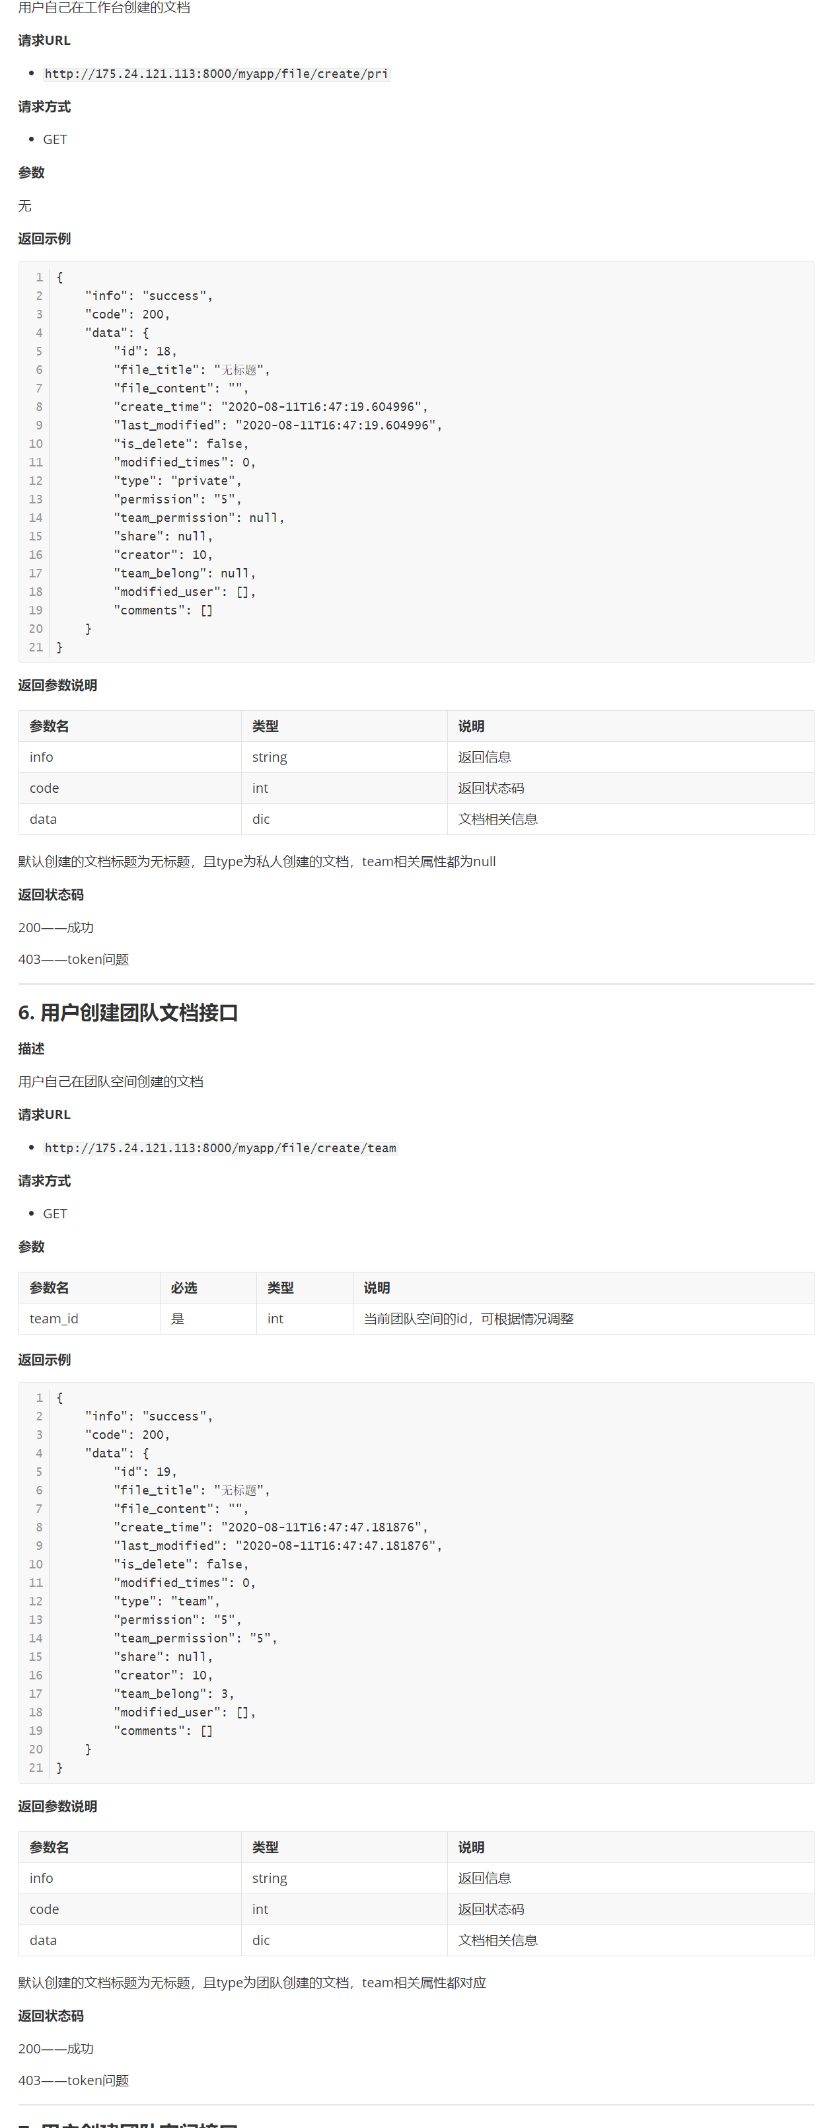 用户自己在工作台创建的文档
请求URL
• http://175.24.121.113:8000/myapp/file/create/pri
请求方式
• GET
参数
无
返回示例
1 {
2     "info": "success",
3     "code": 200,
4     "data": {
5         "id": 18,
6         "file_title": "无标题",
7         "file_content": "",
8         "create_time": "2020-08-11T16:47:19.604996",
9         "last_modified": "2020-08-11T16:47:19.604996",
10         "is_delete": false,
11         "modified_times": 0,
12         "type": "private",
13         "permission": "5",
14         "team_permission": null,
15         "share": null,
16         "creator": 10,
17         "team_belong": null,
18         "modified_user": [],
19         "comments": []
20     }
21 }
返回参数说明
参数名 类型 说明
info string 返回信息
code int 返回状态码
data dic 文档相关信息
默认创建的文档标题为无标题，且type为私人创建的文档，team相关属性都为null
返回状态码
200——成功
403——token问题
6. 用户创建团队文档接口
描述
用户自己在团队空间创建的文档
请求URL
• http://175.24.121.113:8000/myapp/file/create/team
请求方式
• GET
参数
参数名 必选 类型 说明
team_id 是 int 当前团队空间的id，可根据情况调整
返回示例
1 {
2     "info": "success",
3     "code": 200,
4     "data": {
5         "id": 19,
6         "file_title": "无标题",
7         "file_content": "",
8         "create_time": "2020-08-11T16:47:47.181876",
9         "last_modified": "2020-08-11T16:47:47.181876",
10         "is_delete": false,
11         "modified_times": 0,
12         "type": "team",
13         "permission": "5",
14         "team_permission": "5",
15         "share": null,
16         "creator": 10,
17         "team_belong": 3,
18         "modified_user": [],
19         "comments": []
20     }
21 }
返回参数说明
参数名 类型 说明
info string 返回信息
code int 返回状态码
data dic 文档相关信息
默认创建的文档标题为无标题，且type为团队创建的文档，team相关属性都对应
返回状态码
200——成功
403——token问题
7. 用户创建团队空间接口